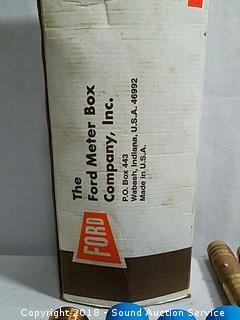 The
Ford Meter Box
Company, Inc.
P.O. Box 443
Wabash, Indiana, U.S.A. 46992
Made in U.S.A.
FORD
Copyright 2018 - Sound Auction Service